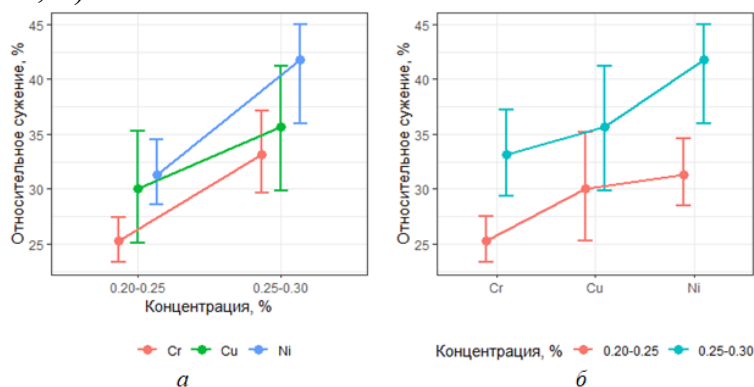 45
40
35
30
25
Относительное сужение, %
0.20-0.25
0.25-0.30
Концентрация, %
Cr Cu Ni
а
45
40
35
30
25
Относительное сужение, %
Cr
Cu
Ni
Концентрация, % 0.20-0.25 0.25-0.30
б